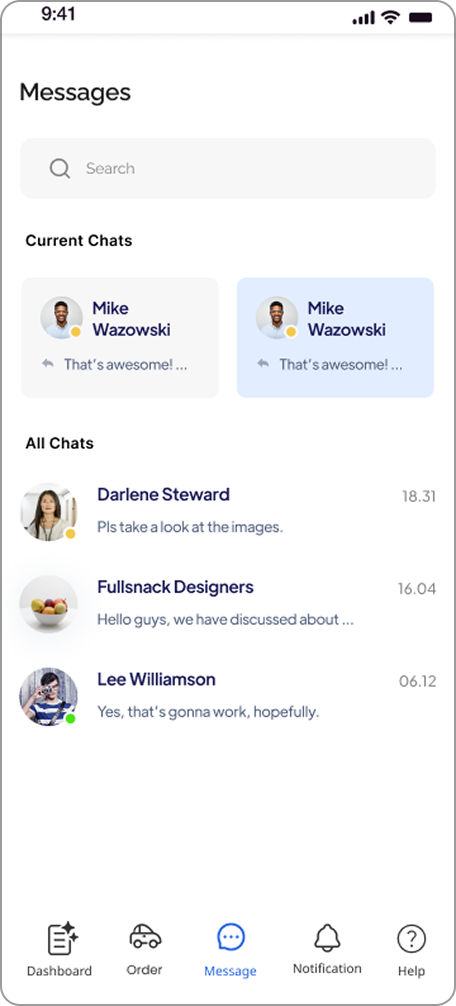 9:41
Messages
Search
Current Chats
Mike
Wazowski
That's awesome! ...
Mike
Wazowski
That's awesome! ...
All Chats
Darlene Steward
18.31
Pls take a look at the images.
Fullsnack Designers
16.04
Hello guys, we have discussed about ...
Lee Williamson
06.12
Yes, that's gonna work, hopefully.
Dashboard
Order
Message
Notification
Help